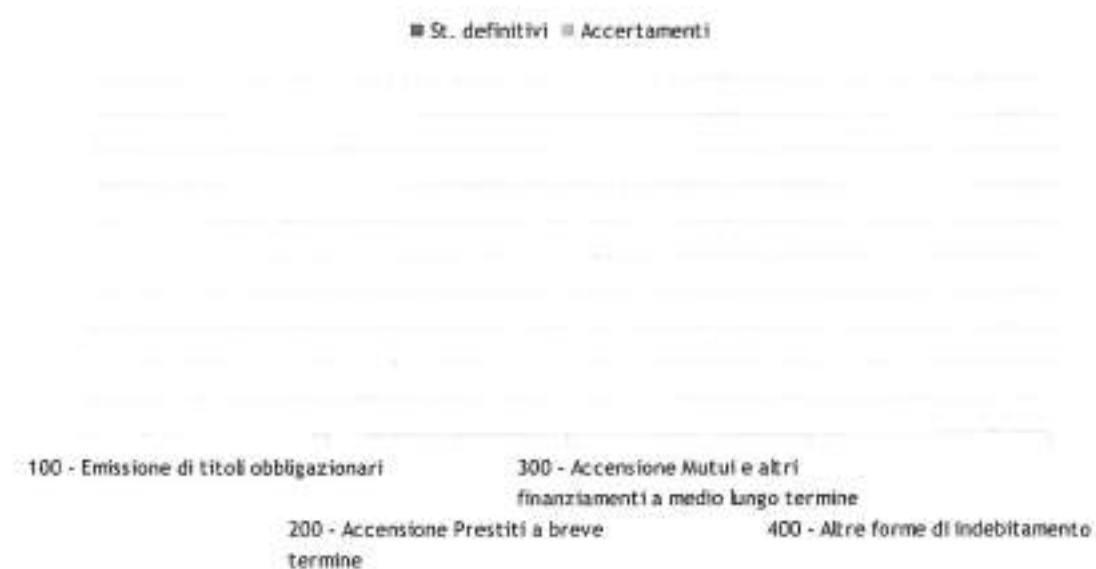 St. definitivi Accertamenti
100 - Emissione di titoli obbligazionari
300 - Accensione Mutui e altri
finanziamenti a medio lungo termine
200 - Accensione Prestiti a breve
termine
400 - Altre forme di indebitamento